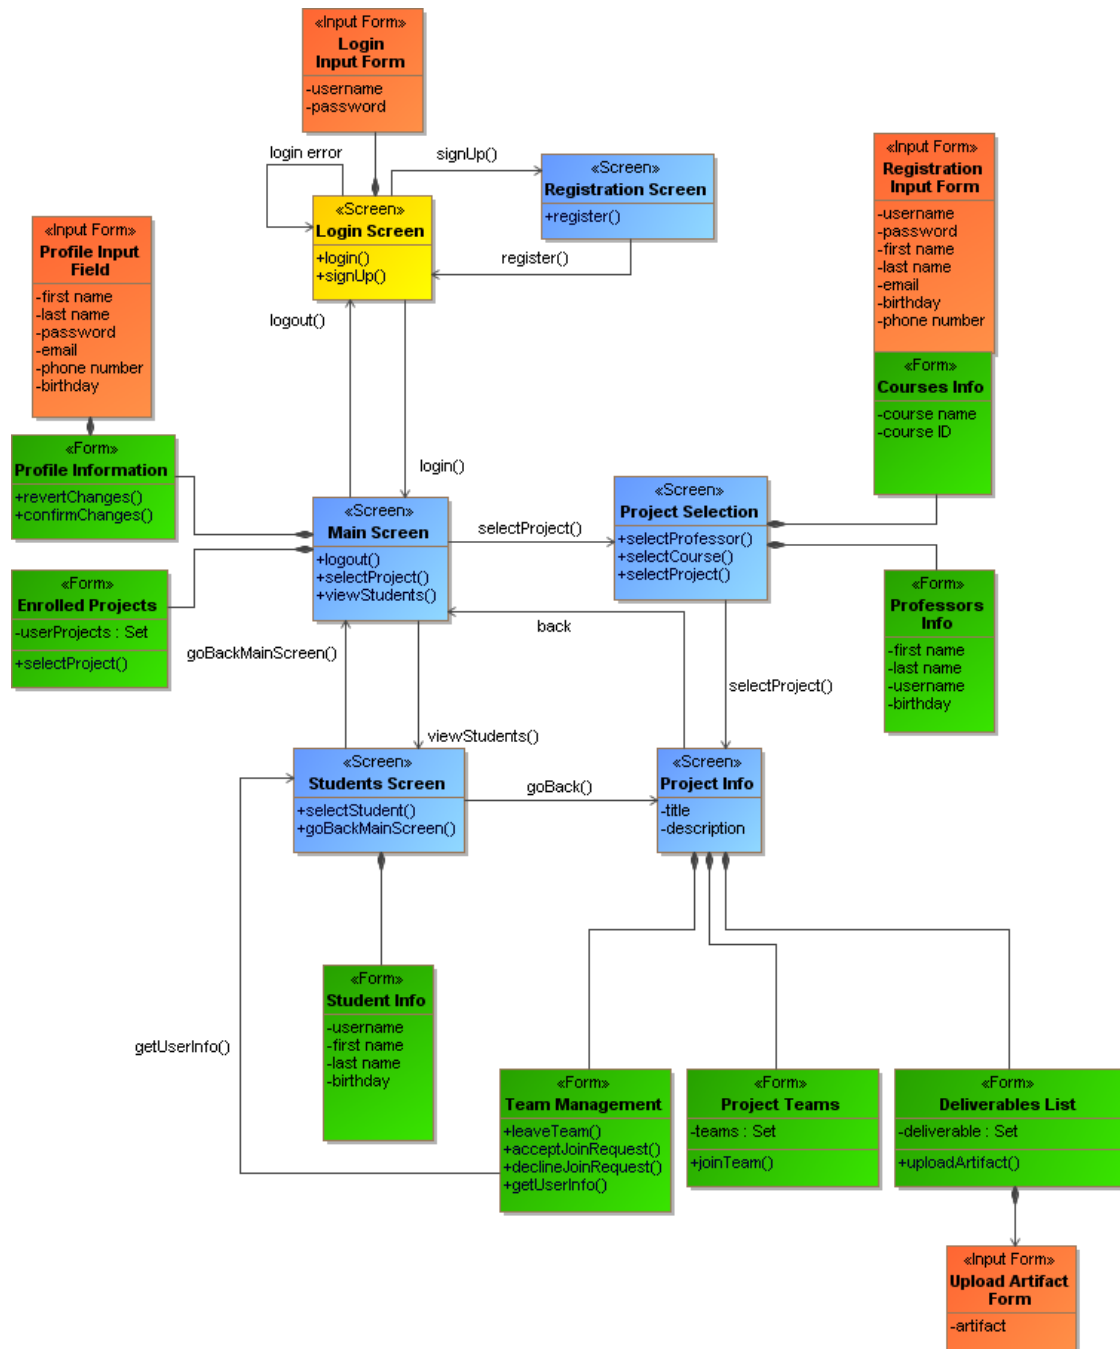 «Input Form»
Login
Input Form
-username
-password
login error
signUp()
«Screen»
Registration Screen
+register()
«Input Form»
Registration
Input Form
-username
-password
-first name
-last name
-email
-birthday
-phone number
«Screen»
Login Screen
+login()
+signUp()
register()
«Input Form»
Profile Input
Field
-first name
-last name
-password
-email
-phone number
-birthday
logout()
«Form»
Courses Info
-course name
-course ID
«Form»
Profile Information
+revertChanges()
+confirmChanges()
login()
«Screen»
Main Screen
+logout()
+selectProject()
+viewStudents()
selectProject()
«Screen»
Project Selection
+selectProfessor()
+selectCourse()
+selectProject()
«Form»
Enrolled Projects
-userProjects : Set
+selectProject()
«Form»
Professors
Info
-first name
-last name
-username
-birthday
back
goBackMainScreen()
selectProject()
viewStudents()
«Screen»
Students Screen
+selectStudent()
+goBackMainScreen()
goBack()
«Screen»
Project Info
-title
-description
«Form»
Student Info
-username
-first name
-last name
-birthday
getUserInfo()
«Form»
Team Management
+leaveTeam()
+acceptJoinRequest()
+declineJoinRequest()
+getUserInfo()
«Form»
Project Teams
-teams : Set
+joinTeam()
«Form»
Deliverables List
-deliverable : Set
+uploadArtifact()
«Input Form»
Upload Artifact
Form
-artifact